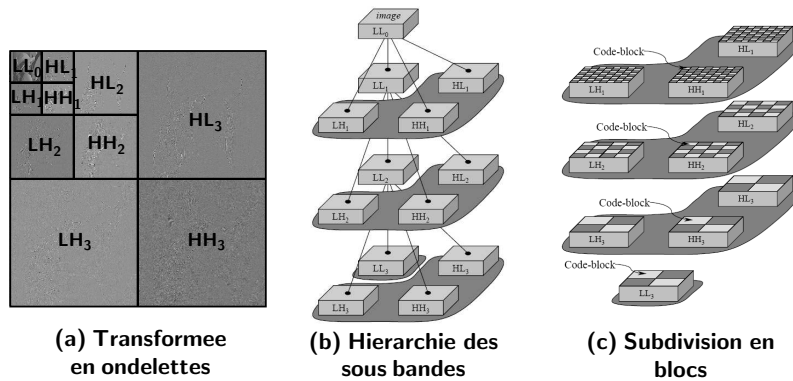 LL0 HL1
LH1 HH1
HL2
LH2 HH2
HL3
LH3 HH3
(a) Transformee
en ondelettes
image
LL0
LL1 HL1
LH1 HH1
LL2 HL2
LH2 HH2
LL3 HL3
LH3 HH3
(b) Hierarchie des
sous bandes
Code-block
HL1
LH1 HH1
Code-block
HL2
LH2 HH2
Code-block
HL3
LH3 HH3
Code-block
LL3
(c) Subdivision en
blocs